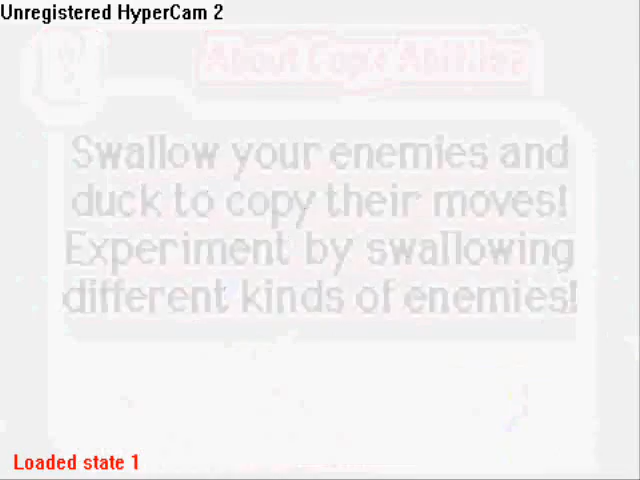 Unregistered HyperCam 2
About Copy Abilities
Swallow your enemies and
duck to copy their moves!
Experiment by swallowing
different kinds of enemies!
Loaded state 1